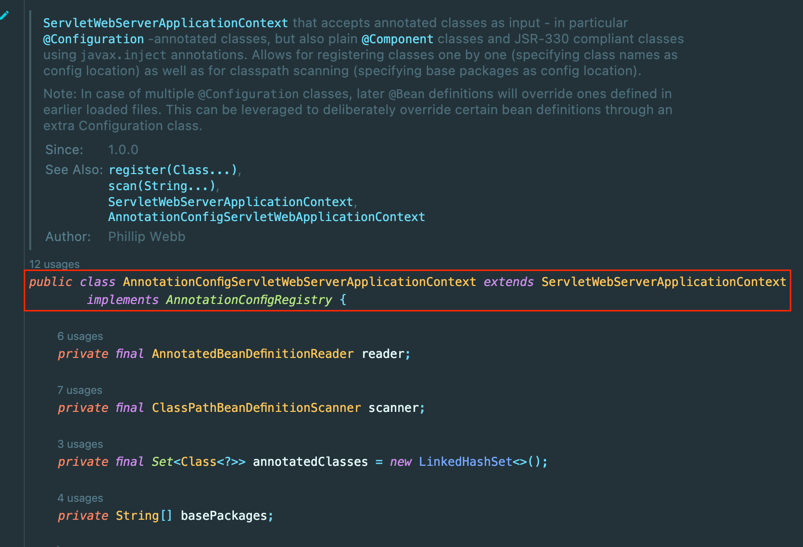 ServletWebServerApplicationContext that accepts annotated classes as input - in particular
@Configuration -annotated classes, but also plain @Component classes and JSR-330 compliant classes
using javax.inject annotations. Allows for registering classes one by one (specifying class names as
config location) as well as for classpath scanning (specifying base packages as config location).
Note: In case of multiple @Configuration classes, later @Bean definitions will override ones defined in
earlier loaded files. This can be leveraged to deliberately override certain bean definitions through an
extra Configuration class.
Since: 1.0.0
See Also: register(Class...),
scan(String...),
ServletWebServerApplicationContext,
AnnotationConfigServletWebApplicationContext
Author: Phillip Webb
12 usages
public class AnnotationConfigServletWebServerApplicationContext extends ServletWebServerApplicationContext
implements AnnotationConfigRegistry {
6 usages
private final AnnotatedBeanDefinitionReader reader;
7 usages
private final ClassPathBeanDefinitionScanner scanner;
3 usages
private final Set<Class<?>> annotatedClasses = new LinkedHashSet<>();
4 usages
private String[] basePackages;